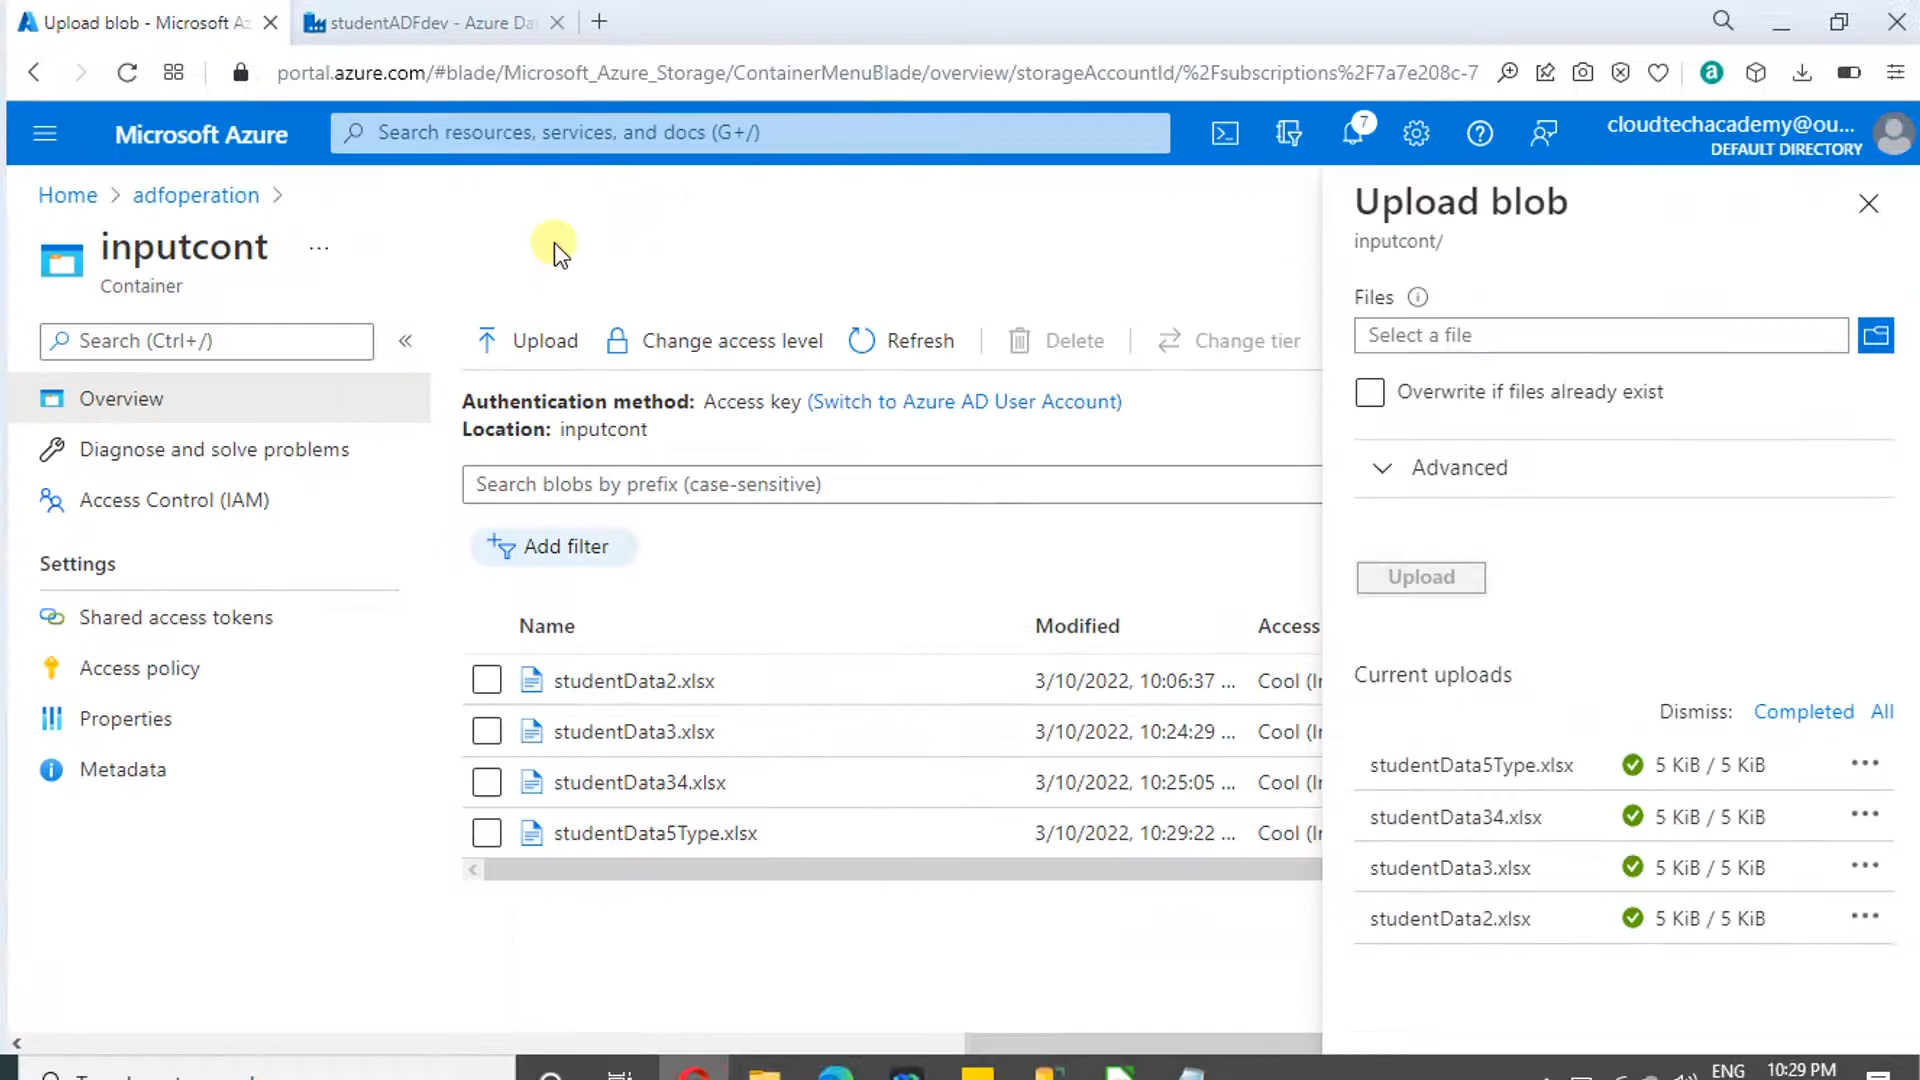 Upload blob - Microsoft Az
studentADFdev - Azure Da
portal.azure.com/#blade/Microsoft_Azure_Storage/ContainerMenuBlade/overview/storageAccountId/%2Fsubscriptions%2F7a7e208c-7
Microsoft Azure
Search resources, services, and docs (G+/)
7
cloudtechacademy@ou...
DEFAULT DIRECTORY
Home > adfoperation >
inputcont ...
Container
Search (Ctrl+/)
Overview
Diagnose and solve problems
Access Control (IAM)
Settings
Shared access tokens
Access policy
Properties
Metadata
Upload
Change access level
Refresh
Delete
Change tier
Authentication method: Access key (Switch to Azure AD User Account)
Location: inputcont
Search blobs by prefix (case-sensitive)
Add filter
Name Modified Access
studentData2.xlsx 3/10/2022, 10:06:37 ... Cool (I
studentData3.xlsx 3/10/2022, 10:24:29 ... Cool (I
studentData34.xlsx 3/10/2022, 10:25:05 ... Cool (I
studentData5Type.xlsx 3/10/2022, 10:29:22 ... Cool (I
Upload blob
inputcont/
Files
Select a file
Overwrite if files already exist
Advanced
Upload
Current uploads
Dismiss: Completed All
studentData5Type.xlsx 5 KiB / 5 KiB
studentData34.xlsx 5 KiB / 5 KiB
studentData3.xlsx 5 KiB / 5 KiB
studentData2.xlsx 5 KiB / 5 KiB
ENG 10:29 PM